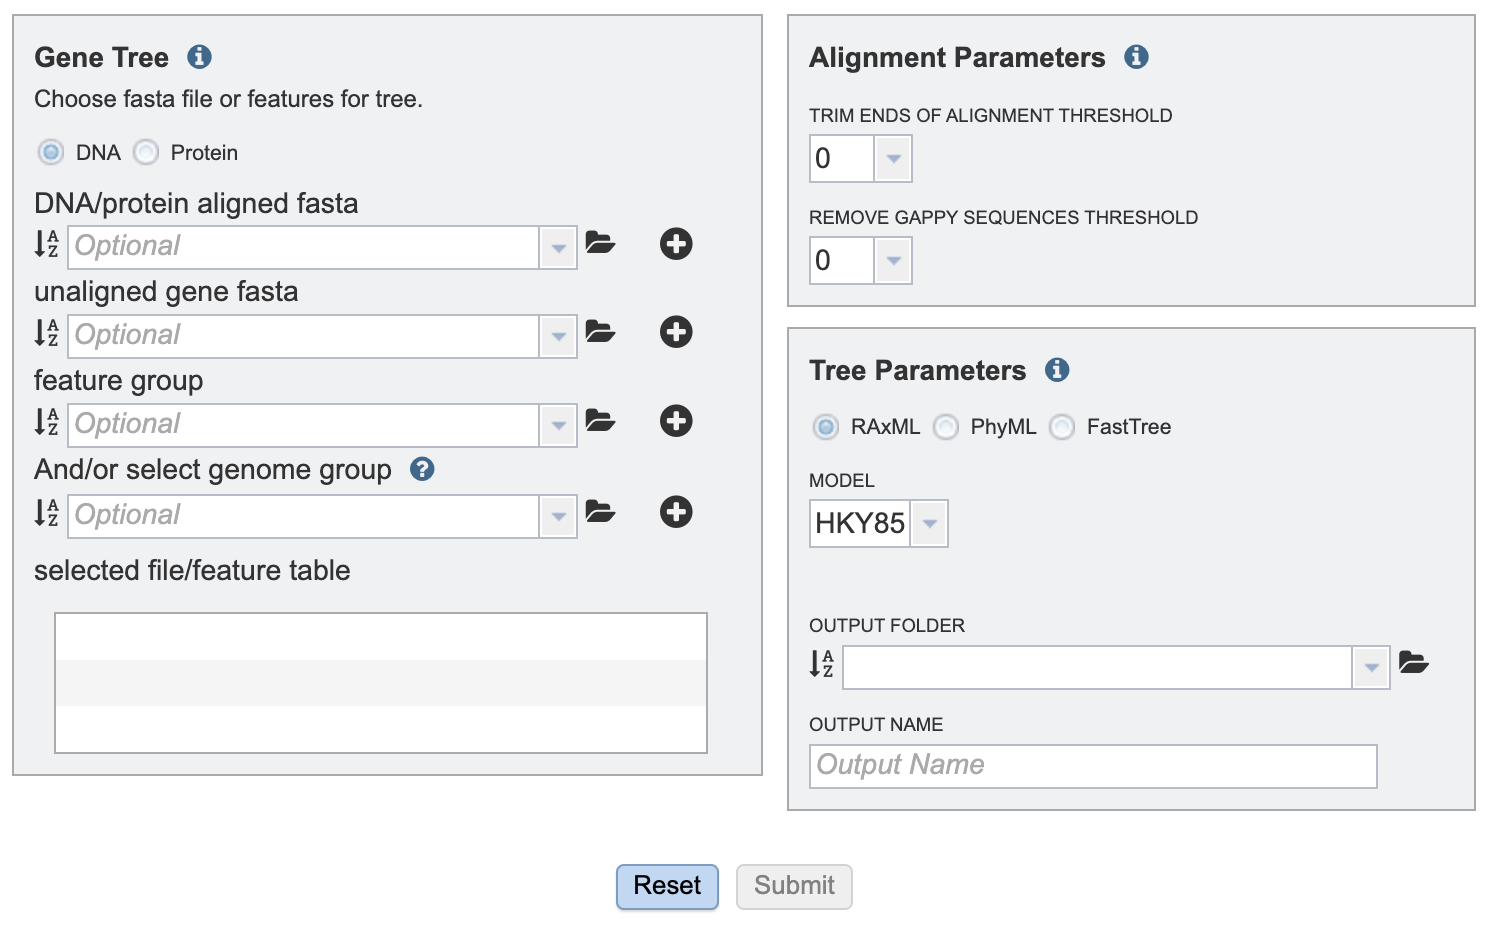 Gene Tree
Choose fasta file or features for tree.
DNA Protein
DNA/protein aligned fasta
Optional
unaligned gene fasta
Optional
feature group
Optional
And/or select genome group
Optional
selected file/feature table
Alignment Parameters
TRIM ENDS OF ALIGNMENT THRESHOLD
0
REMOVE GAPPY SEQUENCES THRESHOLD
0
Tree Parameters
RAxML PhyML FastTree
MODEL
HKY85
OUTPUT FOLDER
OUTPUT NAME
Output Name
Reset Submit